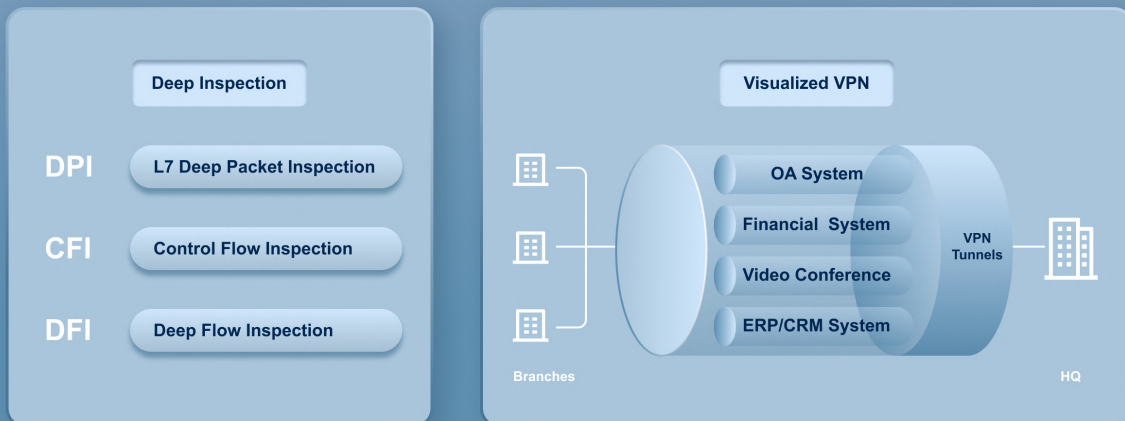 Deep Inspection
DPI
L7 Deep Packet Inspection
CFI
Control Flow Inspection
DFI
Deep Flow Inspection
Visualized VPN
OA System
Financial System
Video Conference
ERP/CRM System
VPN
Tunnels
Branches
HQ